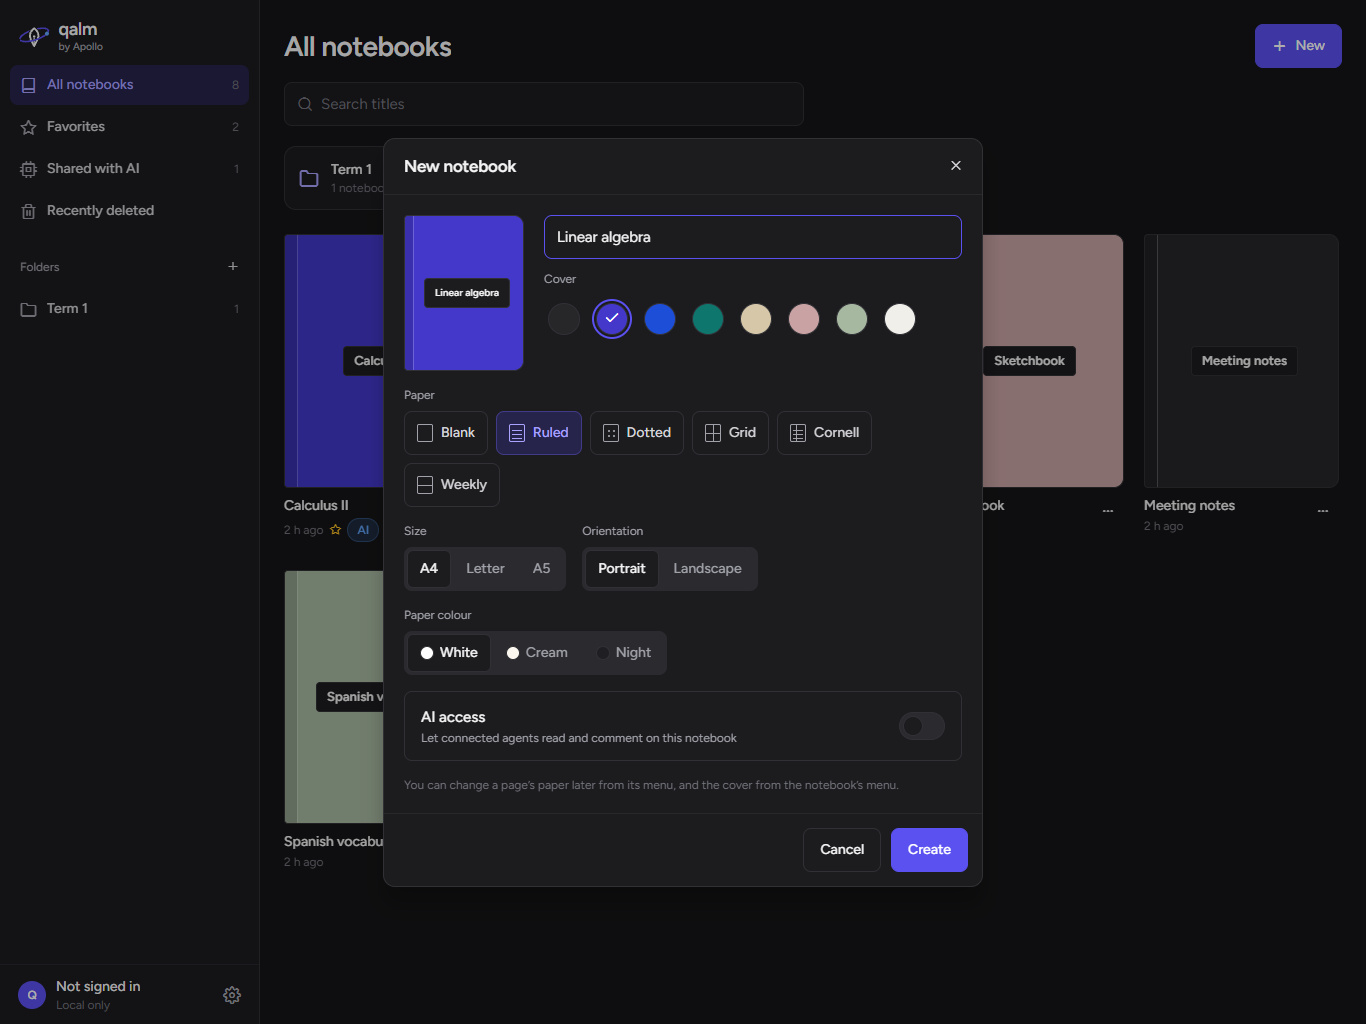 qalm
by Apollo
All notebooks 8
Favorites 2
Shared with AI 1
Recently deleted
Folders
Term 1 1
Not signed in
Local only
Q
All notebooks
New
Search titles
Term 1
1
Calculus II
2 h ago AI
Spanish
2 h ago
Sketchbook
Meeting notes
Meeting notes
2 h ago
New notebook
Linear algebra
Linear algebra
Cover
Paper
Blank
Ruled
Dotted
Grid
Cornell
Weekly
Size
Orientation
A4 Letter A5
Portrait Landscape
Paper colour
White Cream Night
AI access
Let connected agents read and comment on this notebook
You can change a page's paper later from its menu, and the cover from the notebook's menu.
Cancel
Create